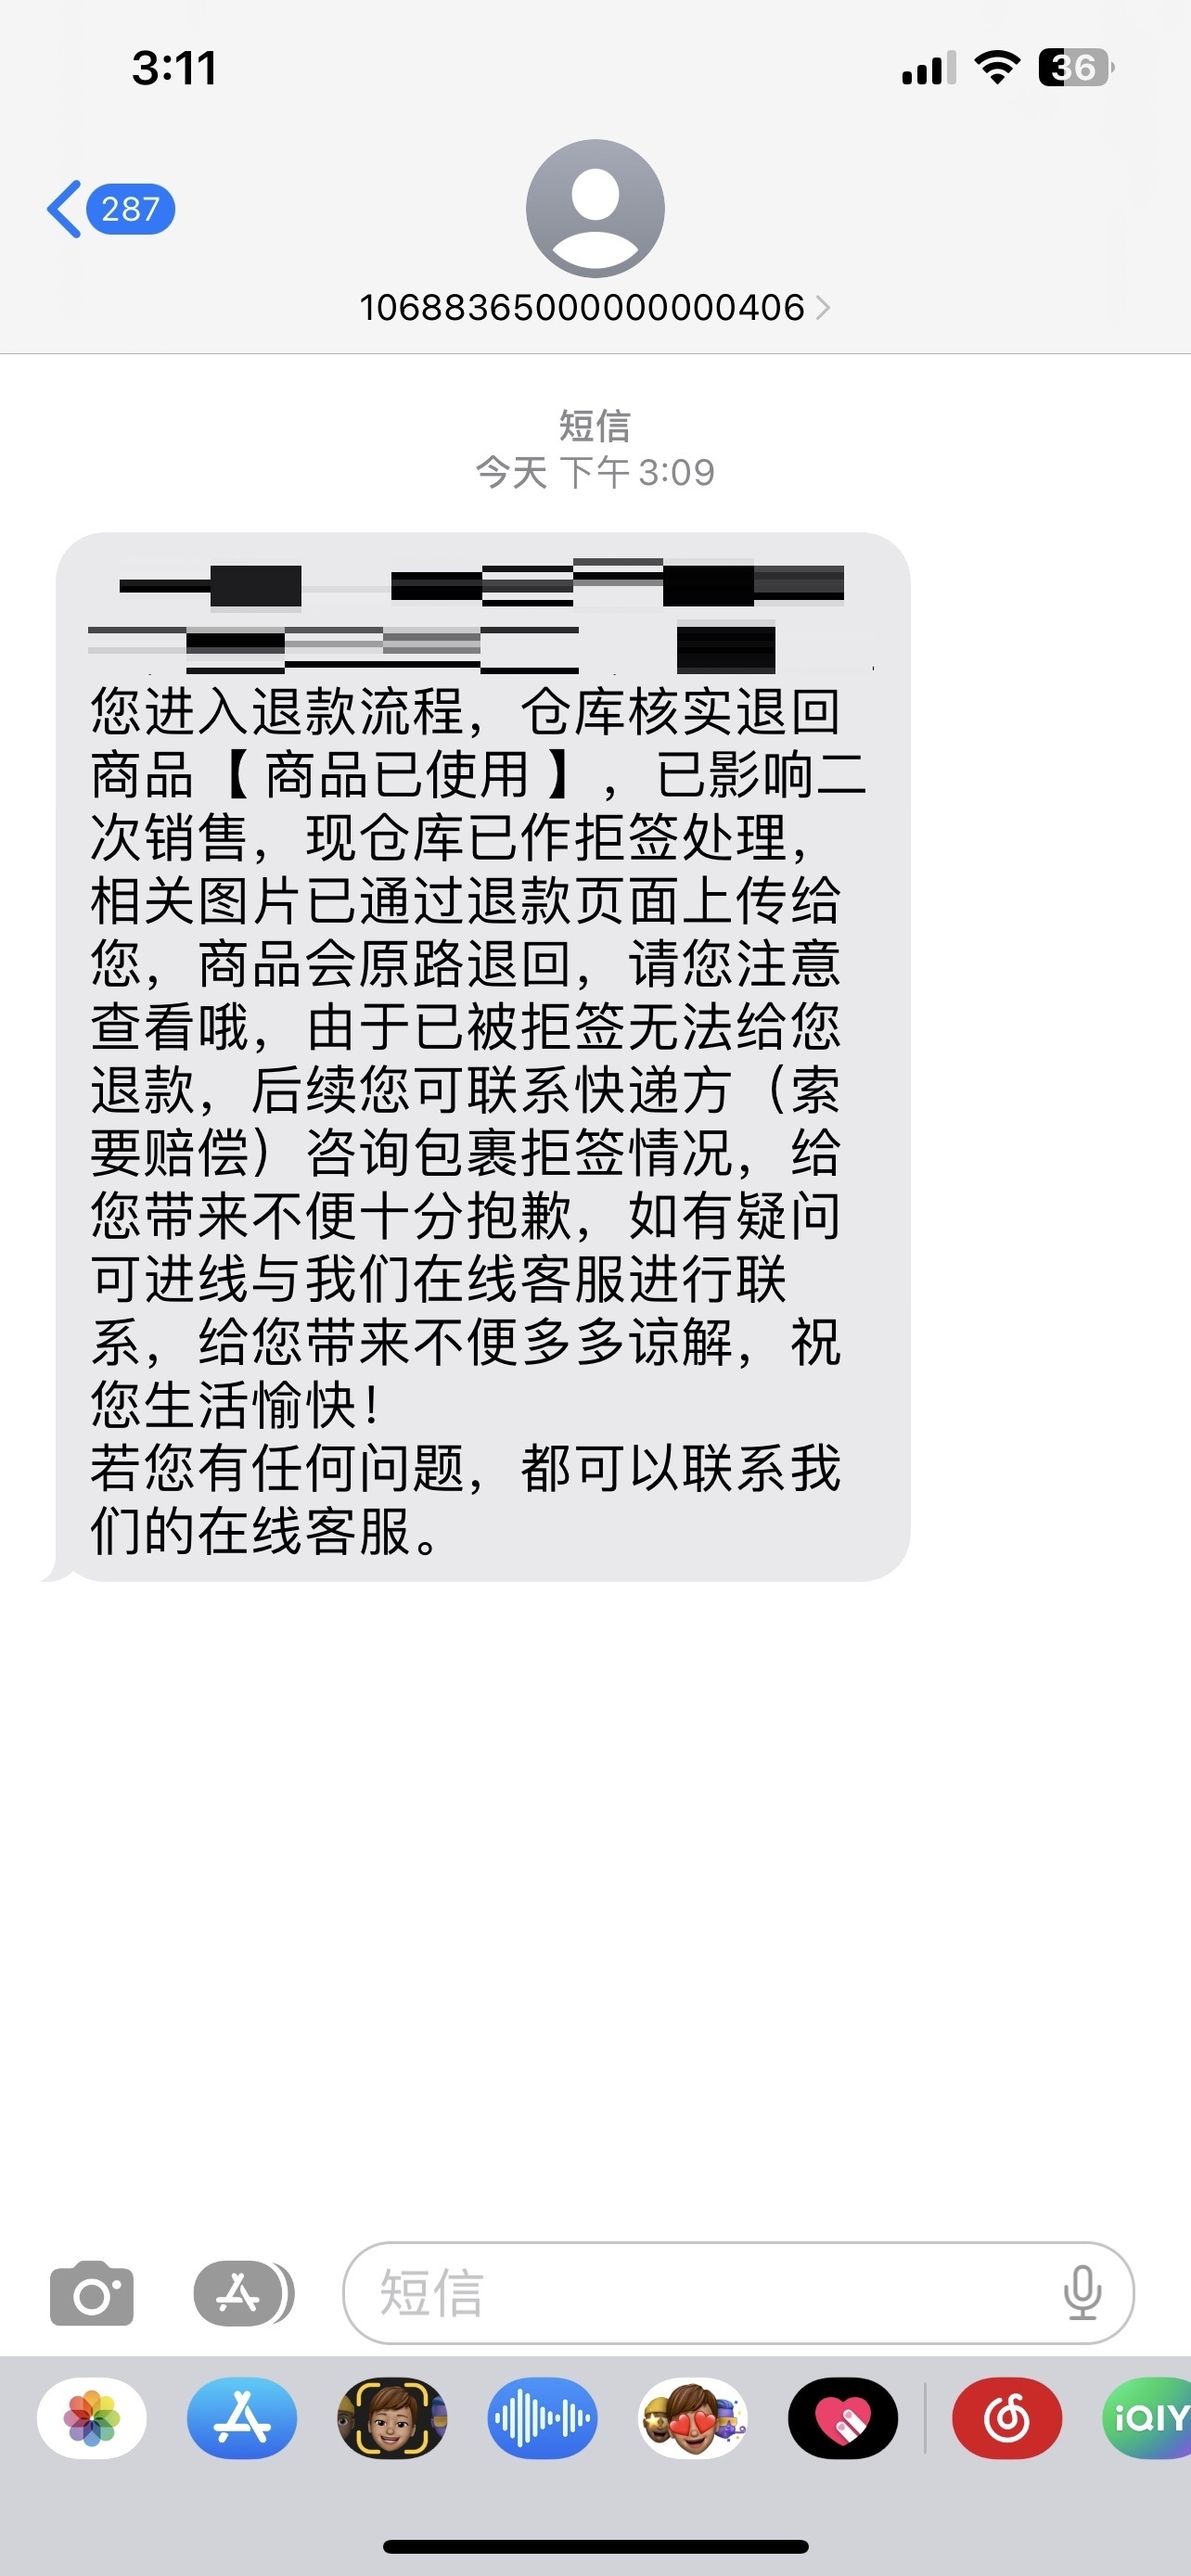 3:11
36
287
10688365000000000406
短信
今天 下午 3:09
您进入退款流程，仓库核实退回
商品【 商品已使用 】，已影响二
次销售，现仓库已作拒签处理，
相关图片已通过退款页面上传给
您，商品会原路退回，请您注意
查看哦，由于已被拒签无法给您
退款，后续您可联系快递方（索
要赔偿）咨询包裹拒签情况，给
您带来不便十分抱歉，如有疑问
可进线与我们在线客服进行联
系，给您带来不便多多谅解，祝
您生活愉快！
若您有任何问题，都可以联系我
们的在线客服。
短信
iQIY